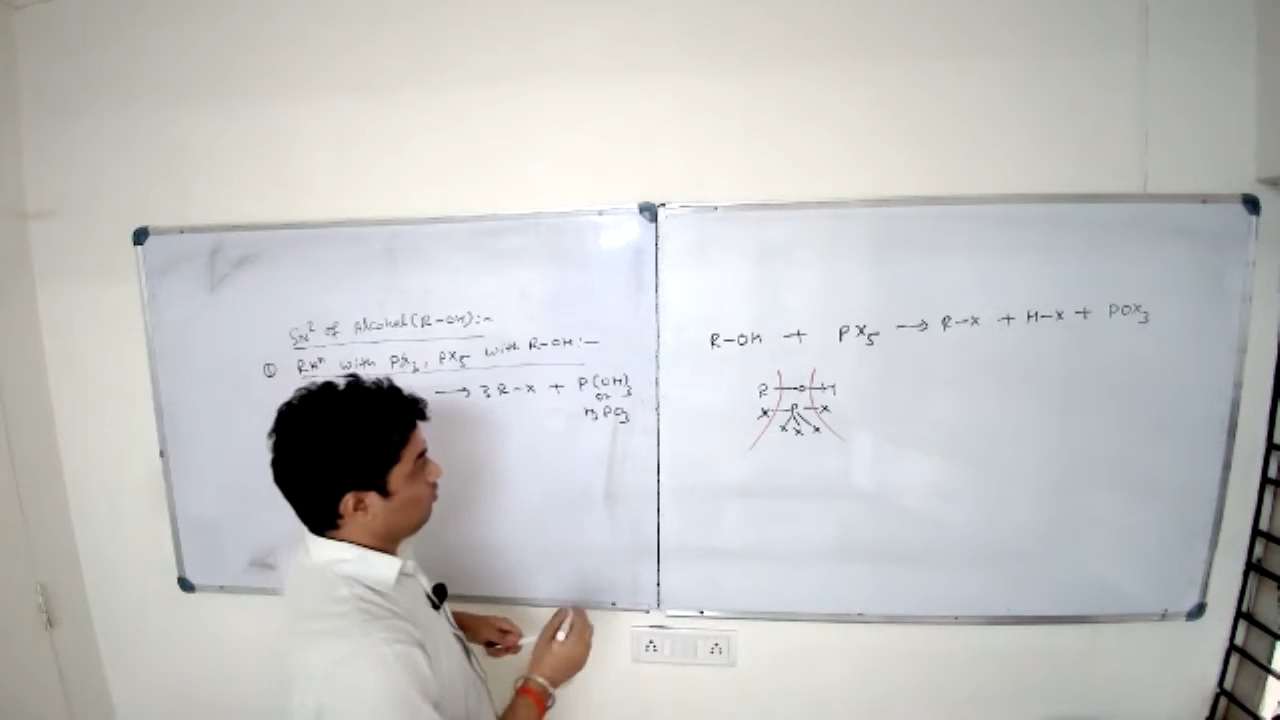 SN² of Alcohol (R-OH):-
① RXⁿ with PX₃, PX₅ with R-OH:-
⟶ 3R-X + P(OH)₃
or
H₃PO₃
R-OH + PX₅ ⟶ R-X + H-X + POX₃
R—O—H
X—P—X
X X X